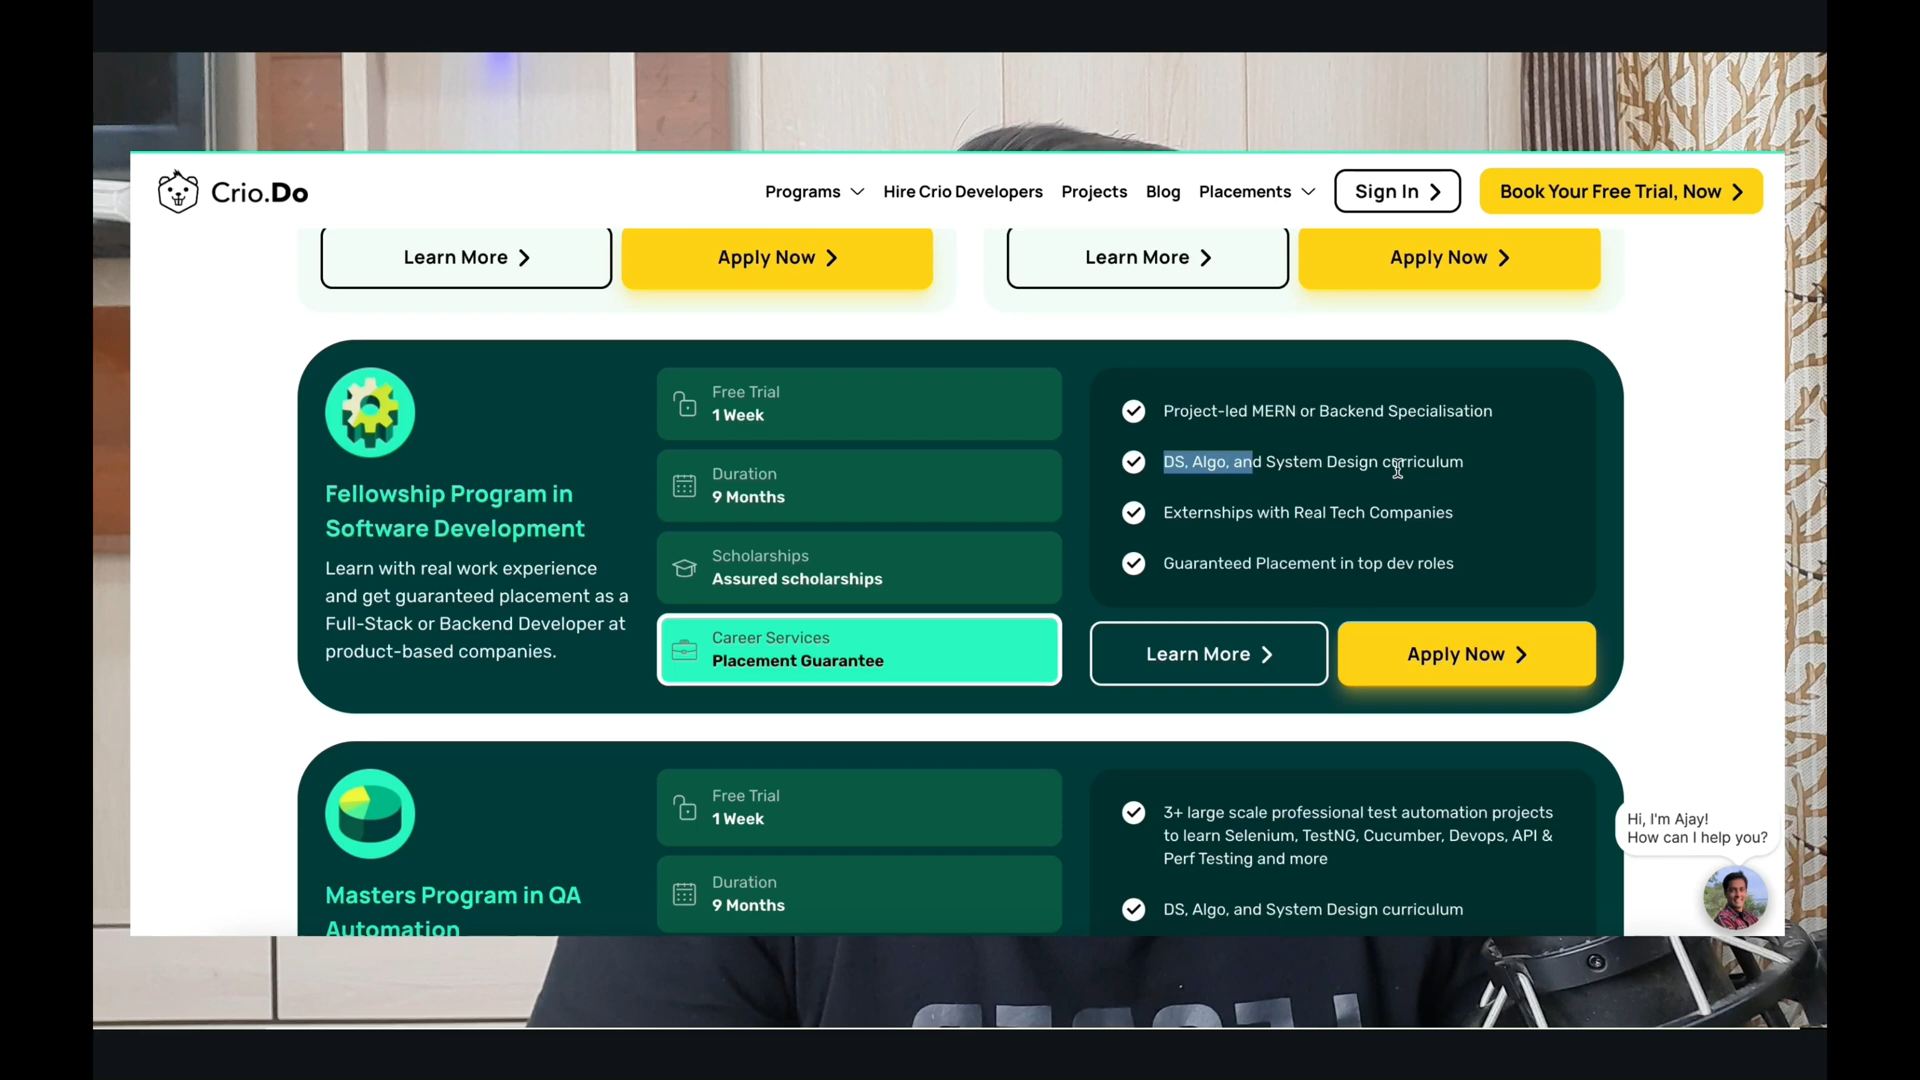 Crio.Do
Programs
Hire Crio Developers
Projects
Blog
Placements
Sign In
Book Your Free Trial, Now
Learn More
Apply Now
Learn More
Apply Now
Fellowship Program in
Software Development
Learn with real work experience
and get guaranteed placement as a
Full-Stack or Backend Developer at
product-based companies.
Free Trial
1 Week
Duration
9 Months
Scholarships
Assured scholarships
Career Services
Placement Guarantee
Project-led MERN or Backend Specialisation
DS, Algo, and System Design curriculum
Externships with Real Tech Companies
Guaranteed Placement in top dev roles
Learn More
Apply Now
Masters Program in QA
Automation
Free Trial
1 Week
Duration
9 Months
3+ large scale professional test automation projects
to learn Selenium, TestNG, Cucumber, Devops, API &
Perf Testing and more
DS, Algo, and System Design curriculum
Hi, I'm Ajay!
How can I help you?